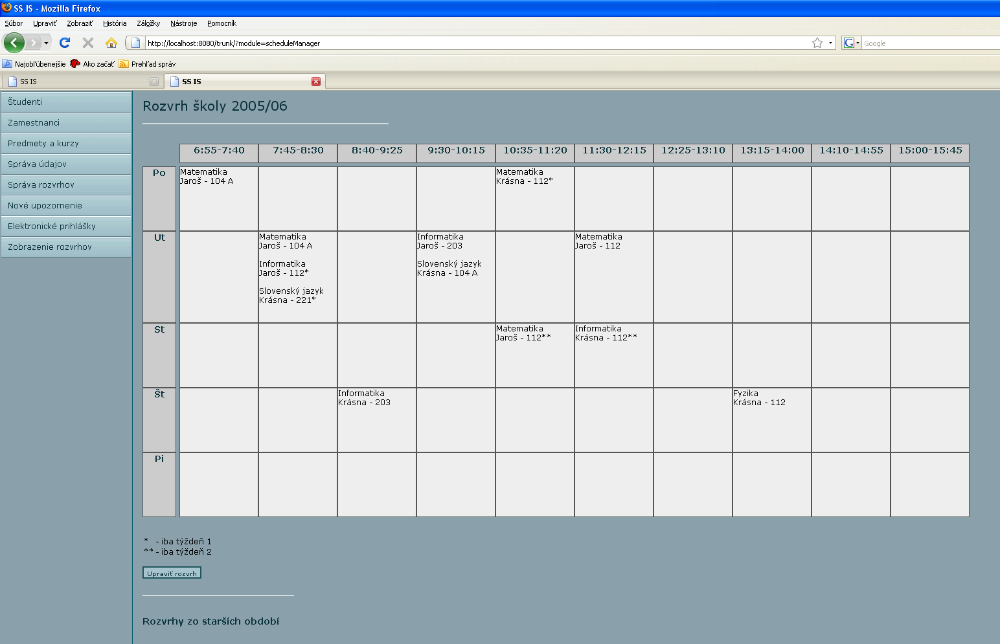 SS IS - Mozilla Firefox
Súbor Upraviť Zobraziť História Záložky Nástroje Pomocník
http://localhost:8080/trunk/?module=scheduleManager
Google
Najobľúbenejšie Ako začať Prehľad správ
SS IS
SS IS
Študenti
Zamestnanci
Predmety a kurzy
Správa údajov
Správa rozvrhov
Nové upozornenie
Elektronické prihlášky
Zobrazenie rozvrhov
Rozvrh školy 2005/06
6:55-7:40 7:45-8:30 8:40-9:25 9:30-10:15 10:35-11:20 11:30-12:15 12:25-13:10 13:15-14:00 14:10-14:55 15:00-15:45
Po
Matematika
Jaroš - 104 A
Matematika
Krásna - 112*
Ut
Matematika
Jaroš - 104 A
Informatika
Jaroš - 112*
Slovenský jazyk
Krásna - 221*
Informatika
Jaroš - 203
Slovenský jazyk
Krásna - 104 A
Matematika
Jaroš - 112
St
Matematika
Jaroš - 112**
Informatika
Krásna - 112**
Št
Informatika
Krásna - 203
Fyzika
Krásna - 112
Pi
* - iba týždeň 1
** - iba týždeň 2
Upraviť rozvrh
Rozvrhy zo starších období